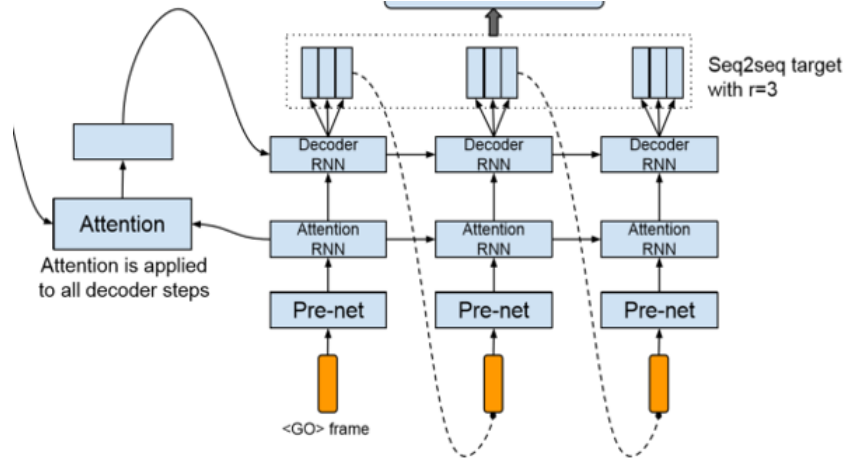 Seq2seq target
with r=3
Decoder
RNN
Decoder
RNN
Decoder
RNN
Attention
Attention
RNN
Attention
RNN
Attention
RNN
Attention is applied
to all decoder steps
Pre-net
Pre-net
Pre-net
<GO> frame